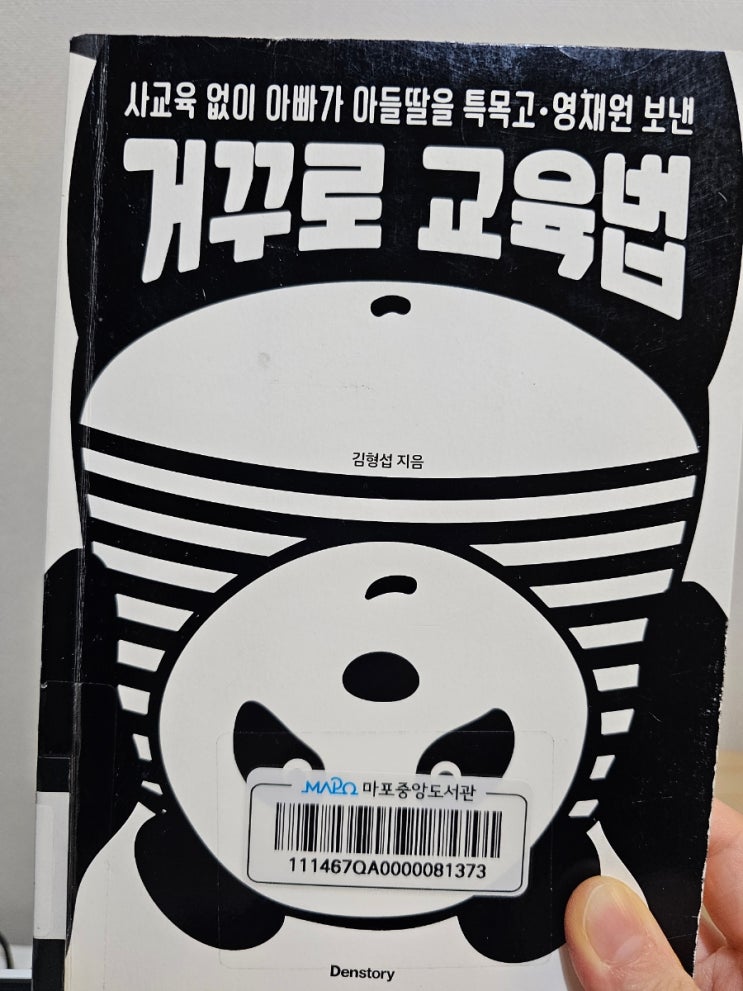 사교육 없이 아빠가 아들딸을 특목고·영재원 보낸
거꾸로 교육법
김형섭 지음
MAPO 마포중앙도서관
111467QA0000081373
Denstory